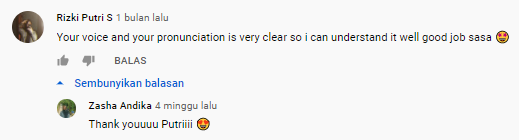 Rizki Putri S 1 bulan lalu
Your voice and your pronunciation is very clear so i can understand it well good job sasa 🤩
BALAS
Sembunyikan balasan
Zasha Andika 4 minggu lalu
Thank youuuu Putriiii 🤩